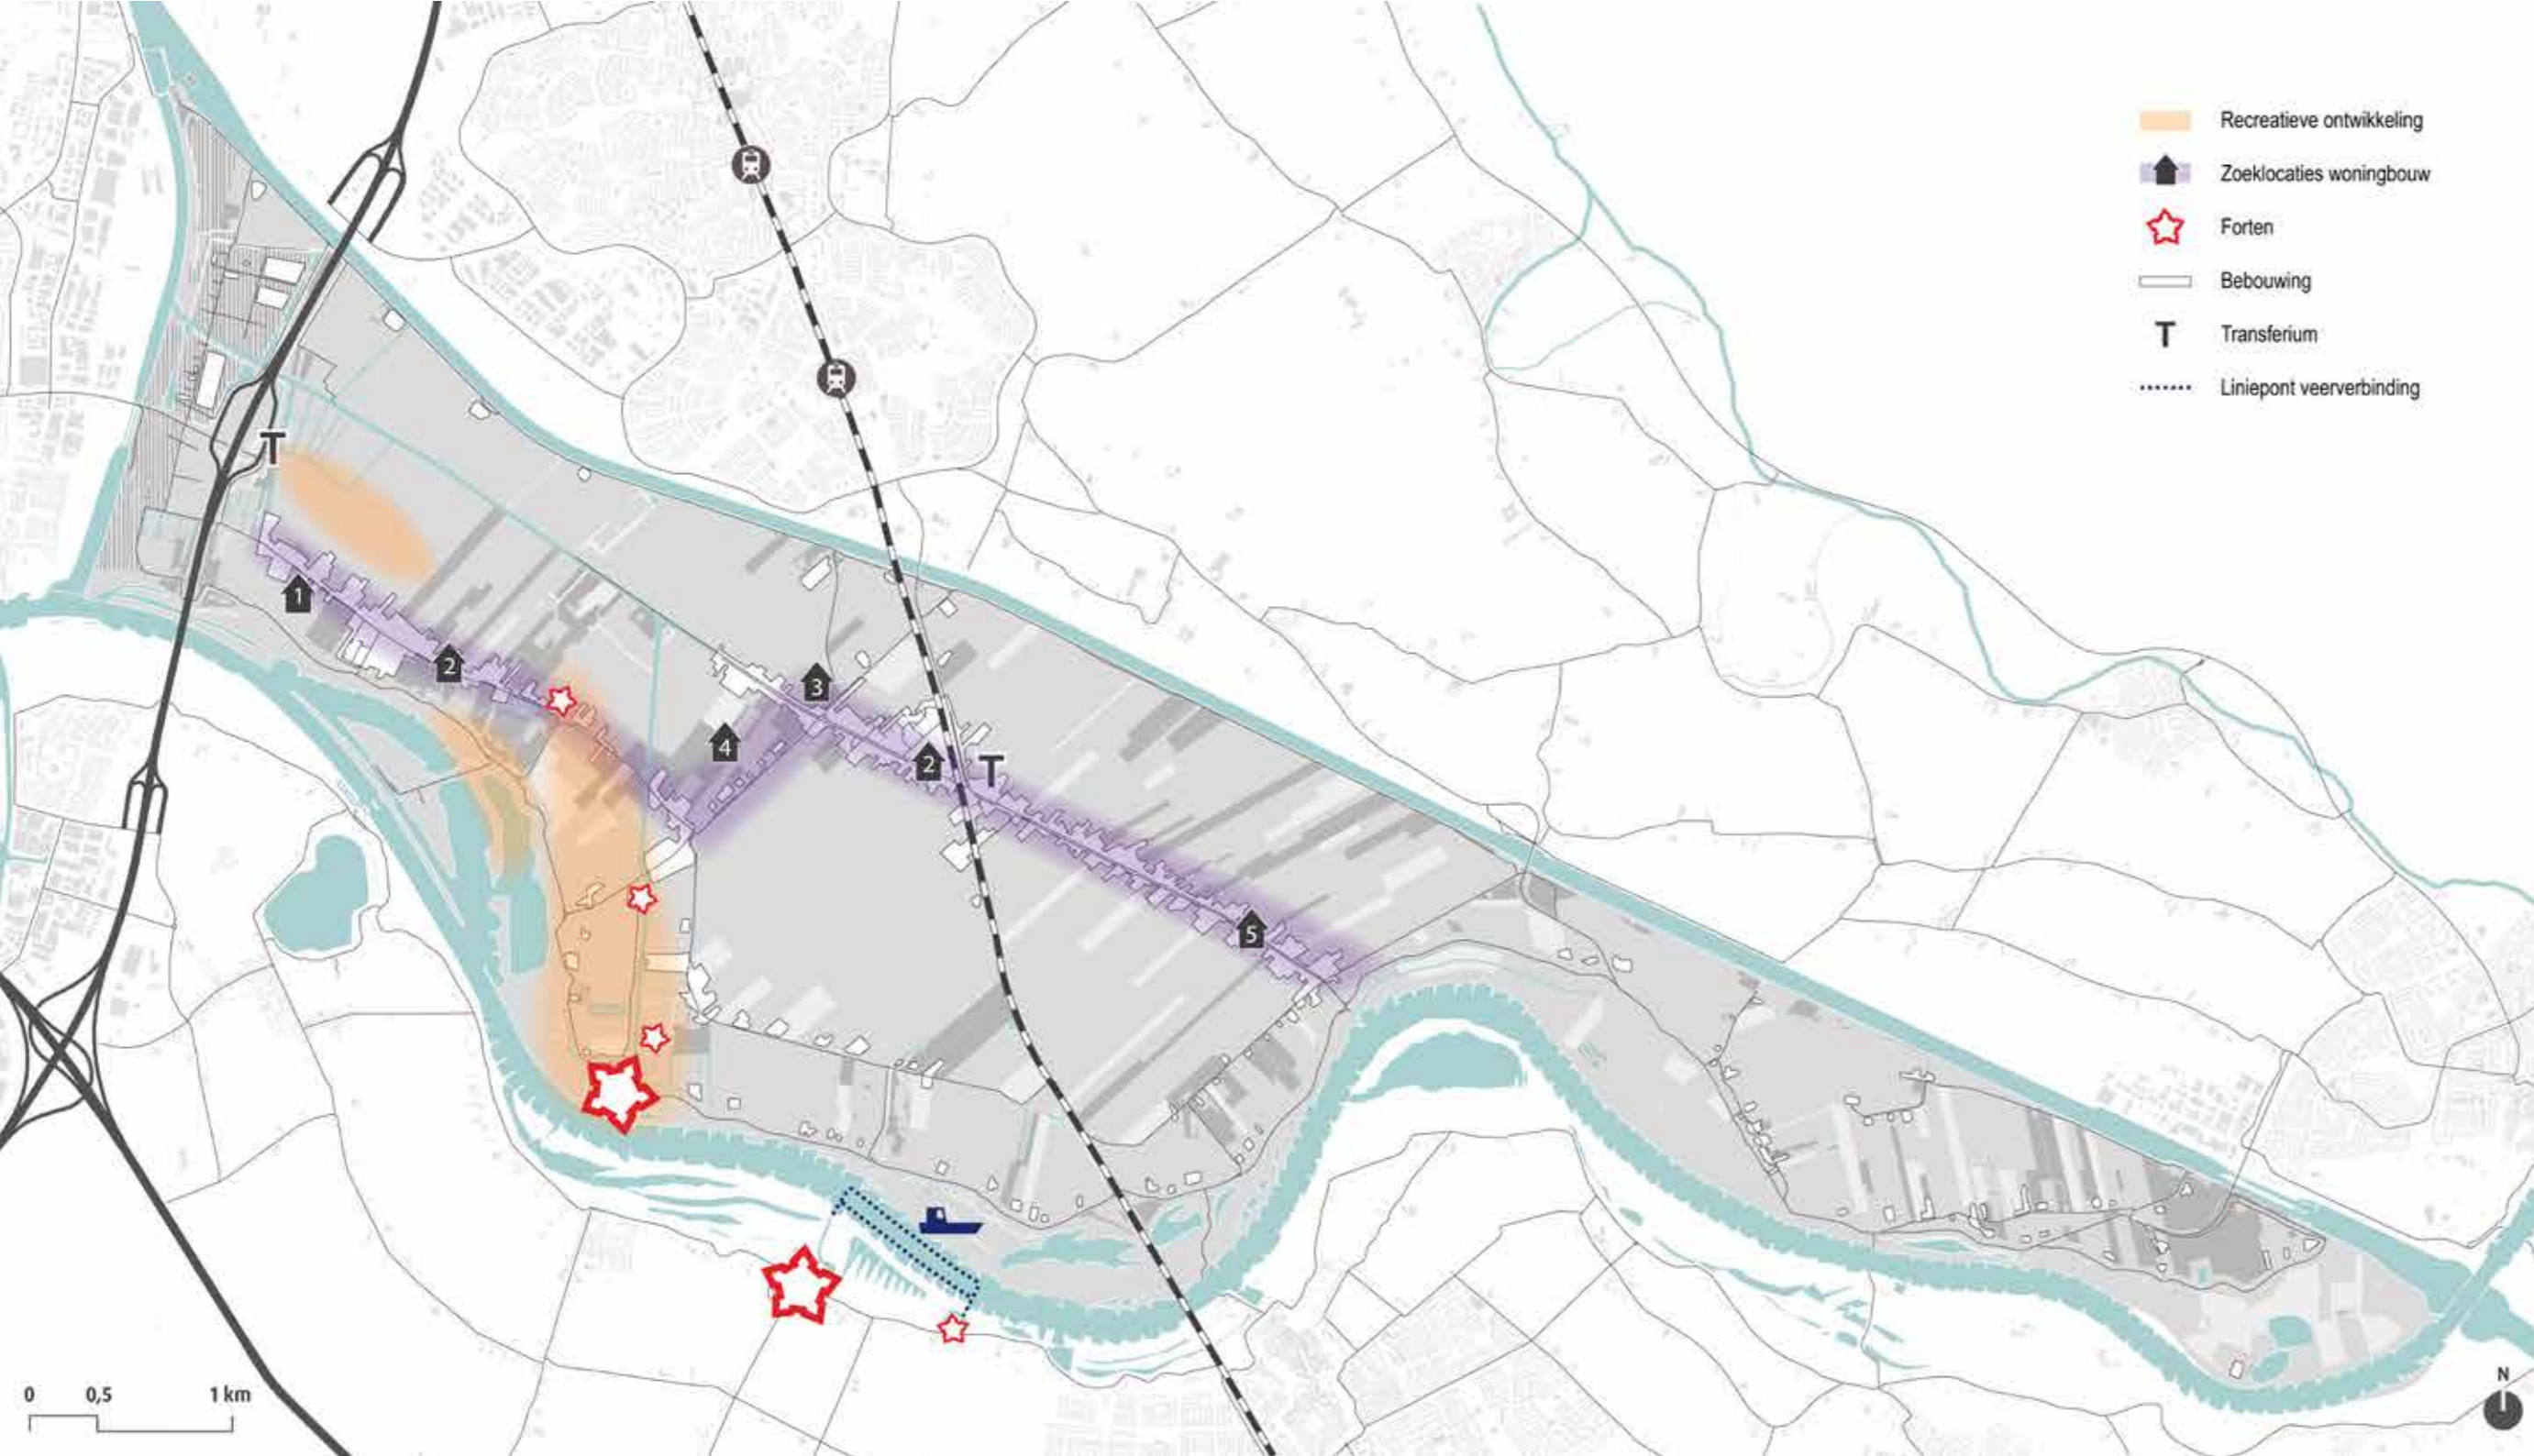 Recreatieve ontwikkeling
Zoeklocaties woningbouw
Forten
Bebouwing
T Transferium
Liniepont veerverbinding
T
1
2
3
4
2
T
5
0 0,5 1 km
N